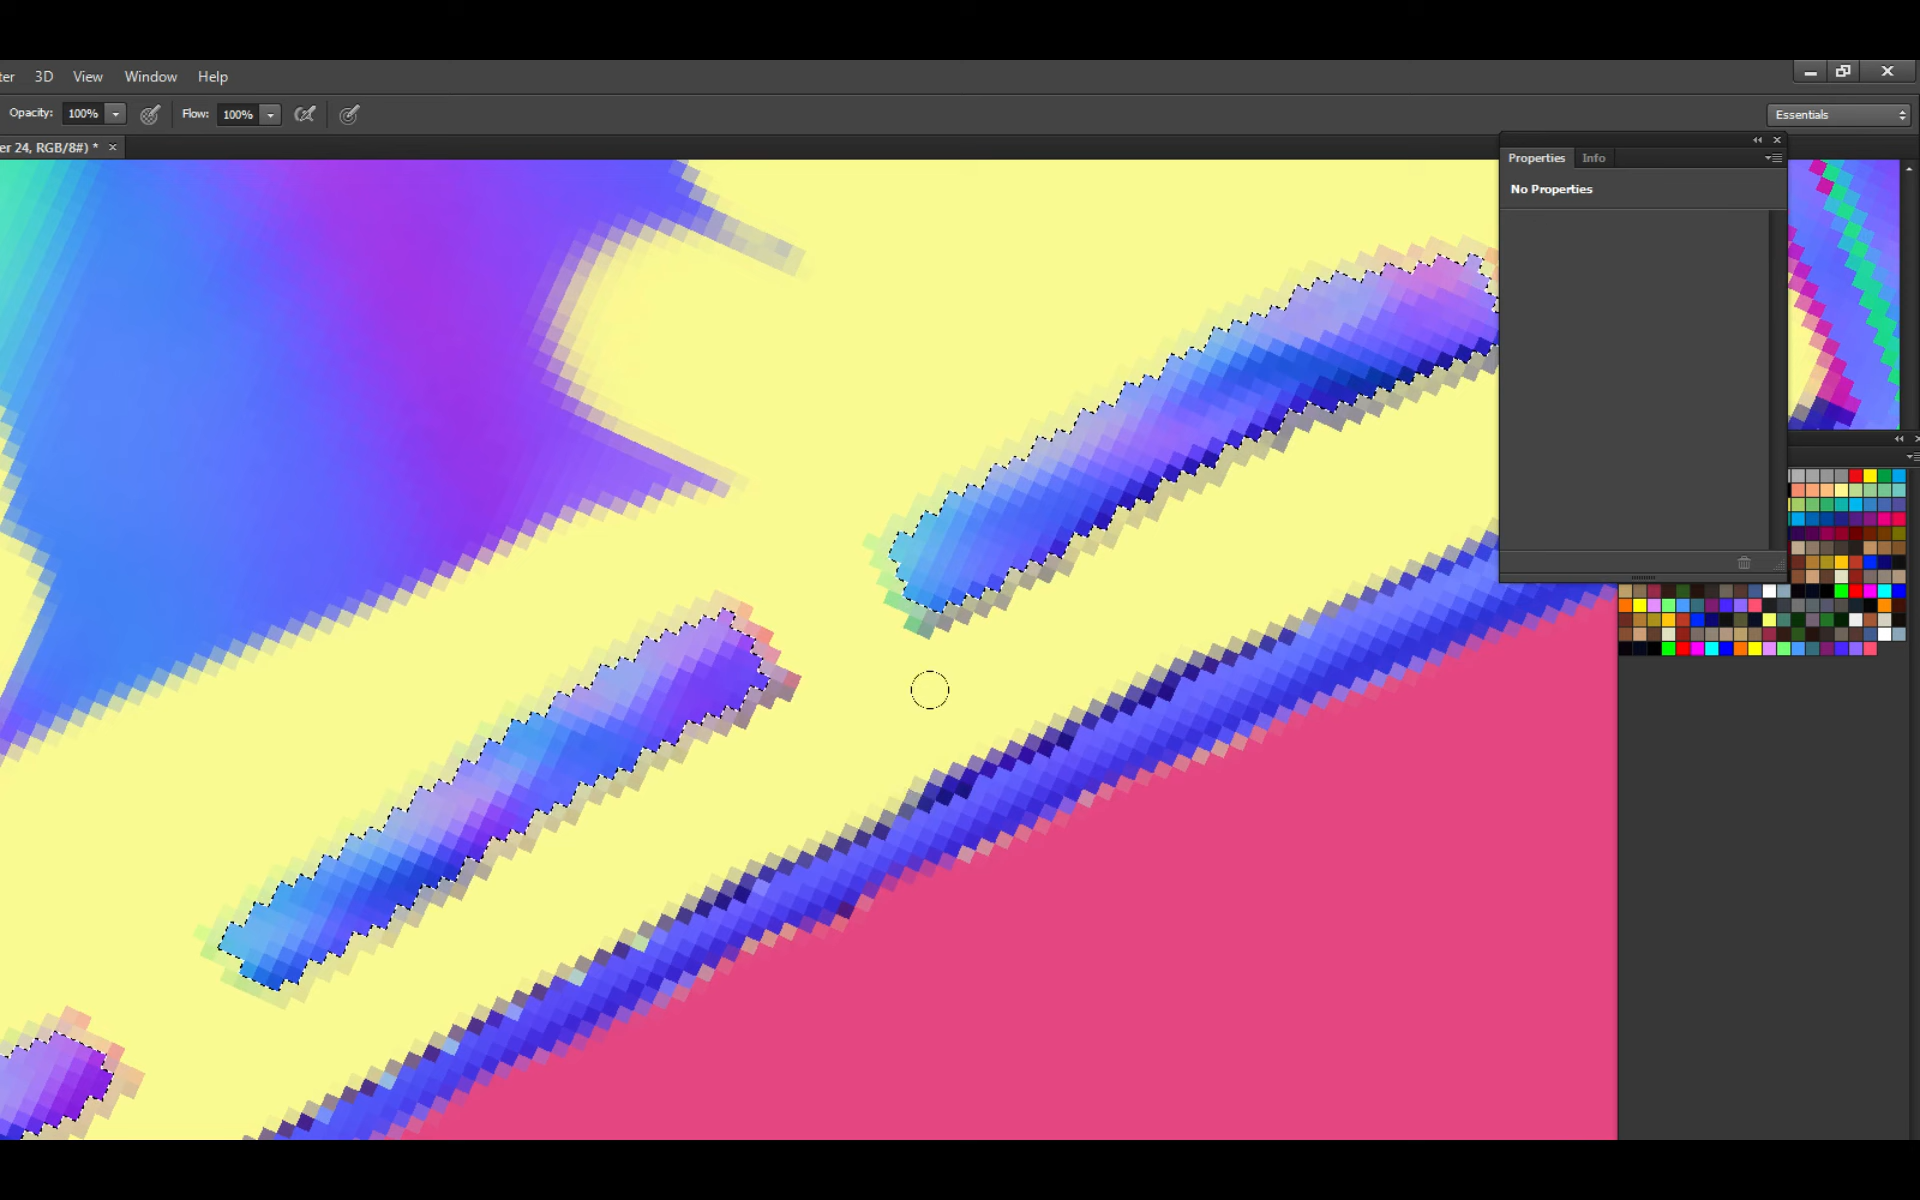 ter 3D View Window Help
Opacity: 100% Flow: 100% Essentials
er 24, RGB/8#) *
Properties Info
No Properties